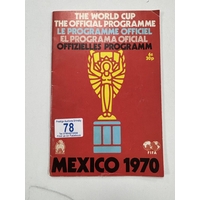 THE WORLD CUP
THE OFFICIAL PROGRAMME
LE PROGRAMME OFFICIEL
EL PROGRAMA OFICIAL
OFFIZIELLES PROGRAMM
78
MEXICO 1970
FIFA